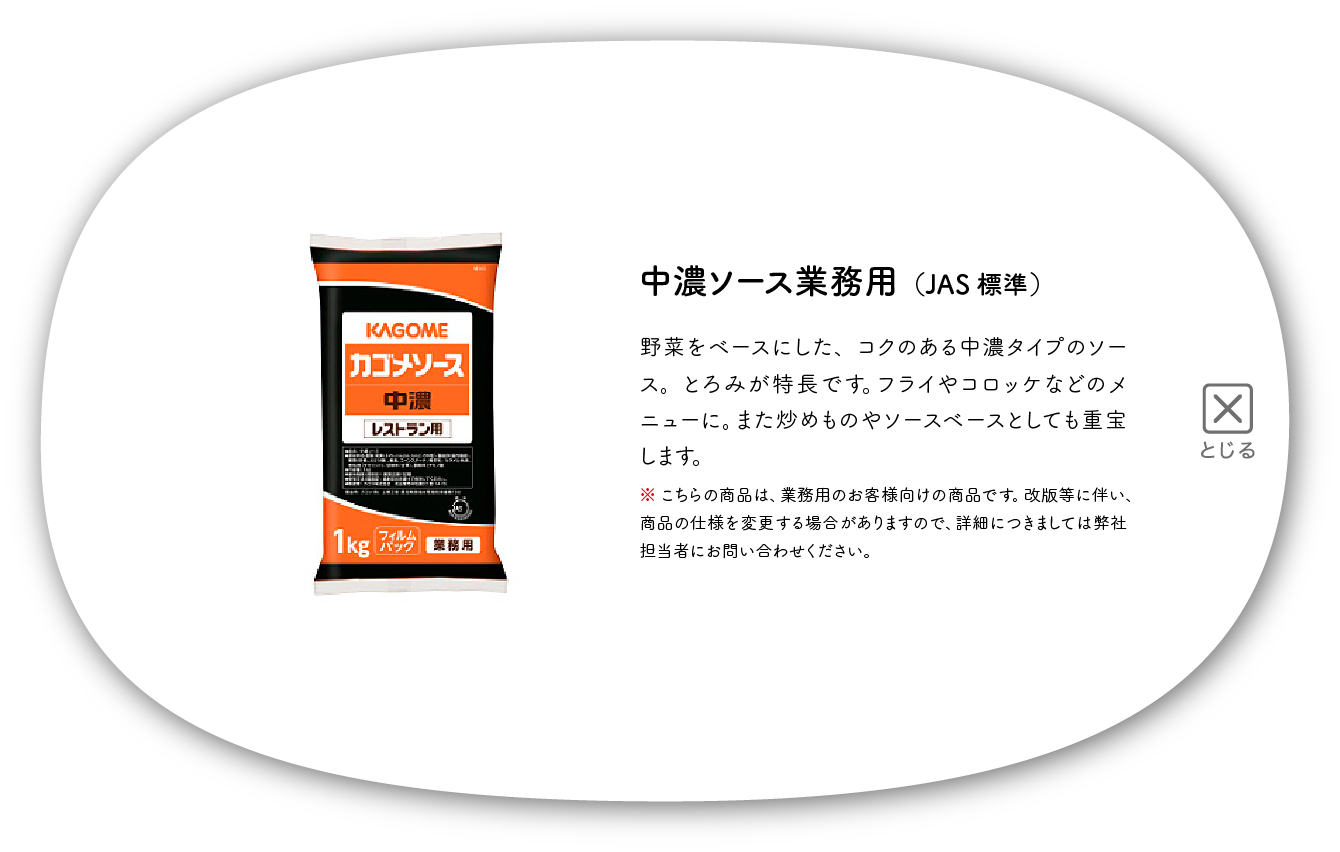 KAGOME
カゴメソース
中濃
レストラン用
1kg
フィルム
パック
業務用
中濃ソース業務用（JAS 標準）
野菜をベースにした、コクのある中濃タイプのソー
ス。とろみが特長です。フライやコロッケなどのメ
ニューに。また炒めものやソースベースとしても重宝
します。
※ こちらの商品は、業務用のお客様向けの商品です。改版等に伴い、
商品の仕様を変更する場合がありますので、詳細につきましては弊社
担当者にお問い合わせください。
とじる